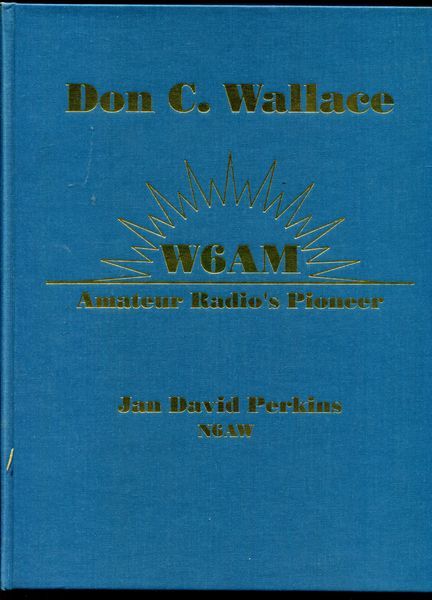 Don C. Wallace
W6AM
Amateur Radio's Pioneer
Jan David Perkins
N6AW